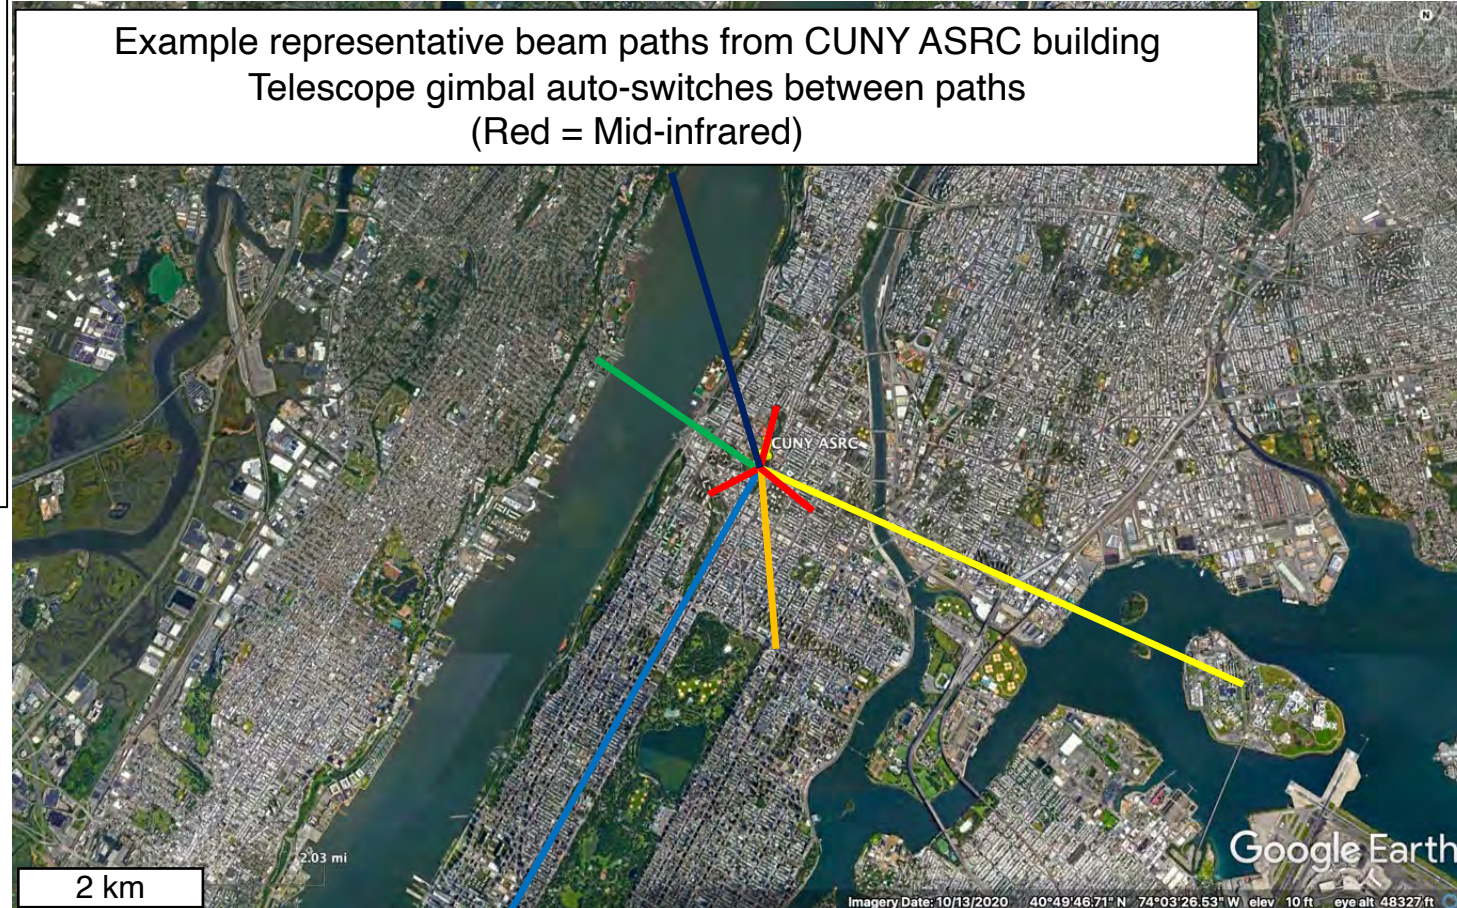 Example representative beam paths from CUNY ASRC building
Telescope gimbal auto-switches between paths
(Red = Mid-infrared)
N
CUNY ASRC
2.03 mi
2 km
Google Earth
Imagery Date: 10/13/2020 40°49'46.71" N 74°03'26.53" W elev 10 ft eye alt 48327 ft